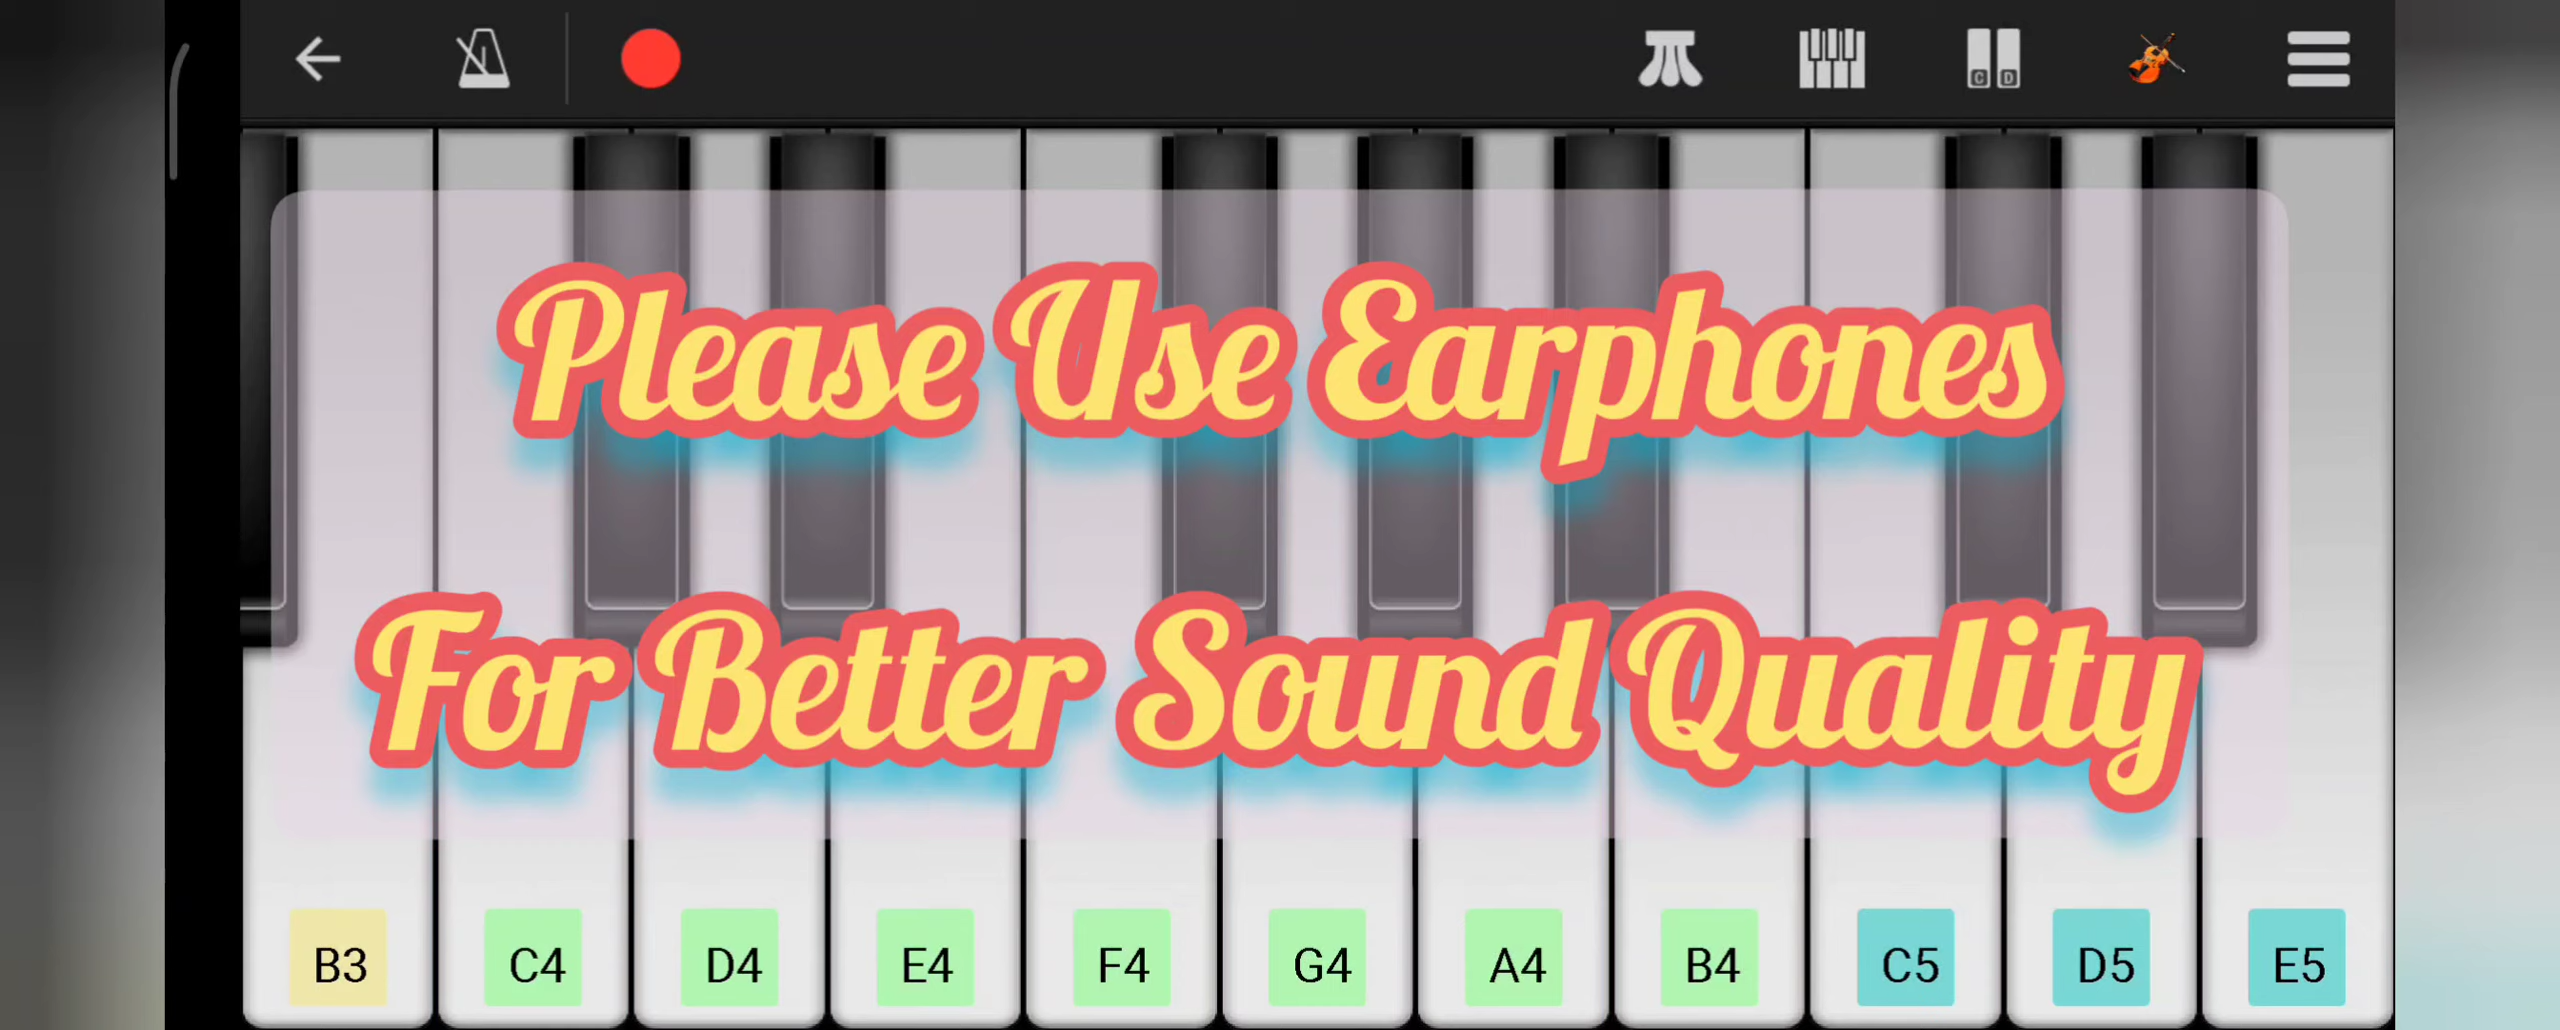 C D
Please Use Earphones
For Better Sound Quality
B3 C4 D4 E4 F4 G4 A4 B4 C5 D5 E5